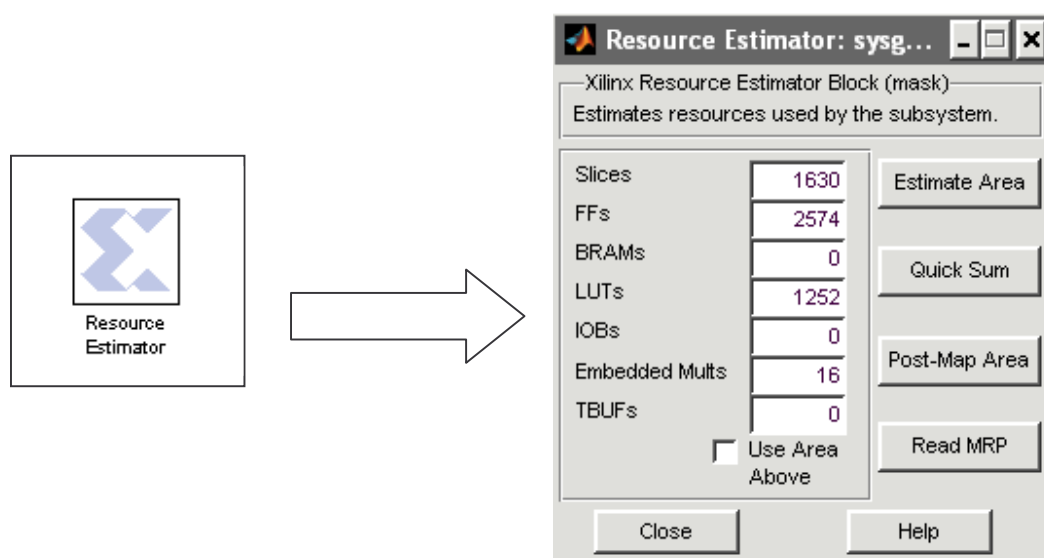 Resource
Estimator
Resource Estimator: sysg...
Xilinx Resource Estimator Block (mask)
Estimates resources used by the subsystem.
Slices 1630
FFs 2574
BRAMs 0
LUTs 1252
IOBs 0
Embedded Mults 16
TBUFs 0
Use Area
Above
Estimate Area
Quick Sum
Post-Map Area
Read MRP
Close
Help